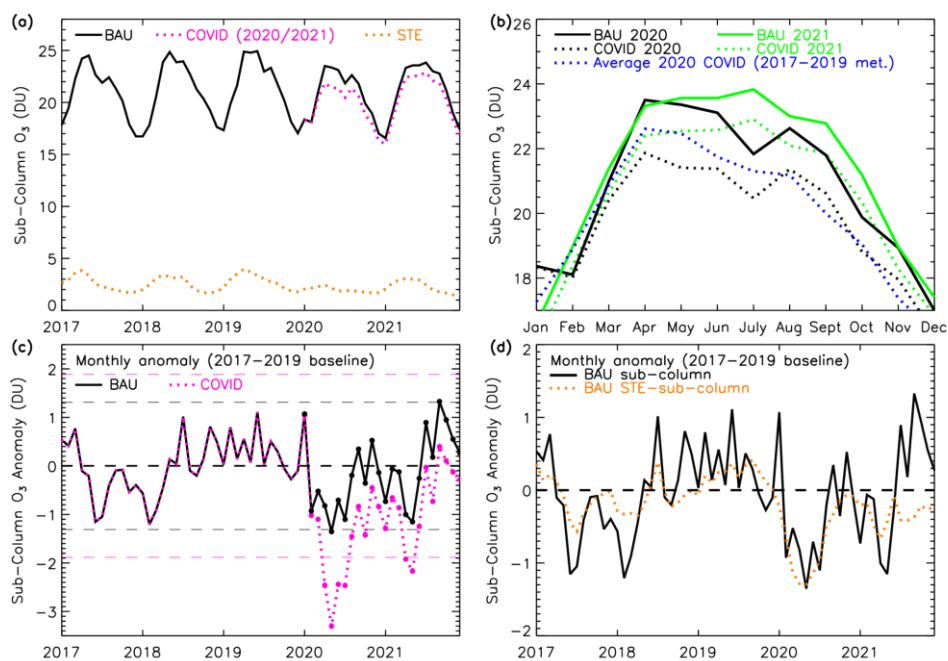 (a)
BAU
COVID (2020/2021)
STE
Sub-Column O3 (DU)
30
25
20
15
10
5
0
2017 2018 2019 2020 2021
(b)
BAU 2020
BAU 2021
COVID 2020
COVID 2021
Average 2020 COVID (2017-2019 met.)
Sub-Column O3 (DU)
26
24
22
20
18
Jan Feb Mar Apr May Jun July Aug Sept Oct Nov Dec
(c)
Monthly anomaly (2017-2019 baseline)
BAU
COVID
Sub-Column O3 Anomaly (DU)
2
1
0
-1
-2
-3
2017 2018 2019 2020 2021
(d)
Monthly anomaly (2017-2019 baseline)
BAU sub-column
BAU STE-sub-column
Sub-Column O3 Anomaly (DU)
2
1
0
-1
-2
2017 2018 2019 2020 2021